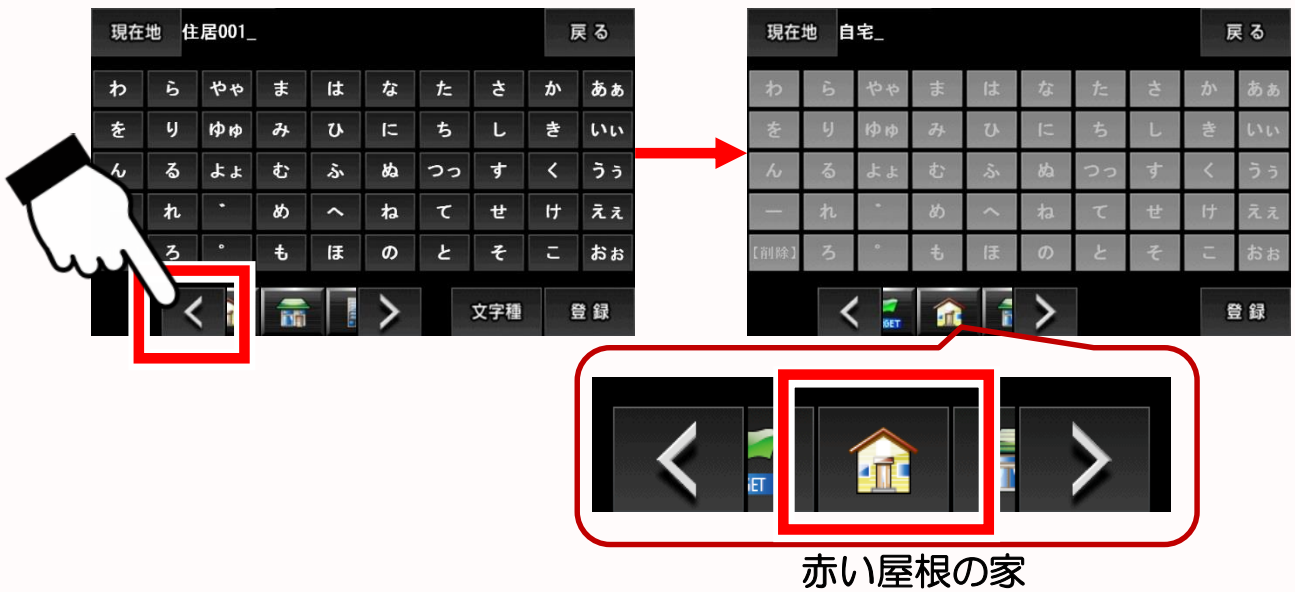 現在地 住居001_ 戻る
わ ら やゃ ま は な た さ か あぁ
を り ゆゅ み ひ に ち し き いぃ
ん る よょ む ふ ぬ つっ す く うぅ
れ ゛ め へ ね て せ け えぇ
ろ ゜ も ほ の と そ こ おぉ
文字種 登録
現在地 自宅_ 戻る
わ ら やゃ ま は な た さ か あぁ
を り ゆゅ み ひ に ち し き いぃ
ん る よょ む ふ ぬ つっ す く うぅ
ー れ ゛ め へ ね て せ け えぇ
【削除】 ろ ゜ も ほ の と そ こ おぉ
GET 登録
ET
赤い屋根の家